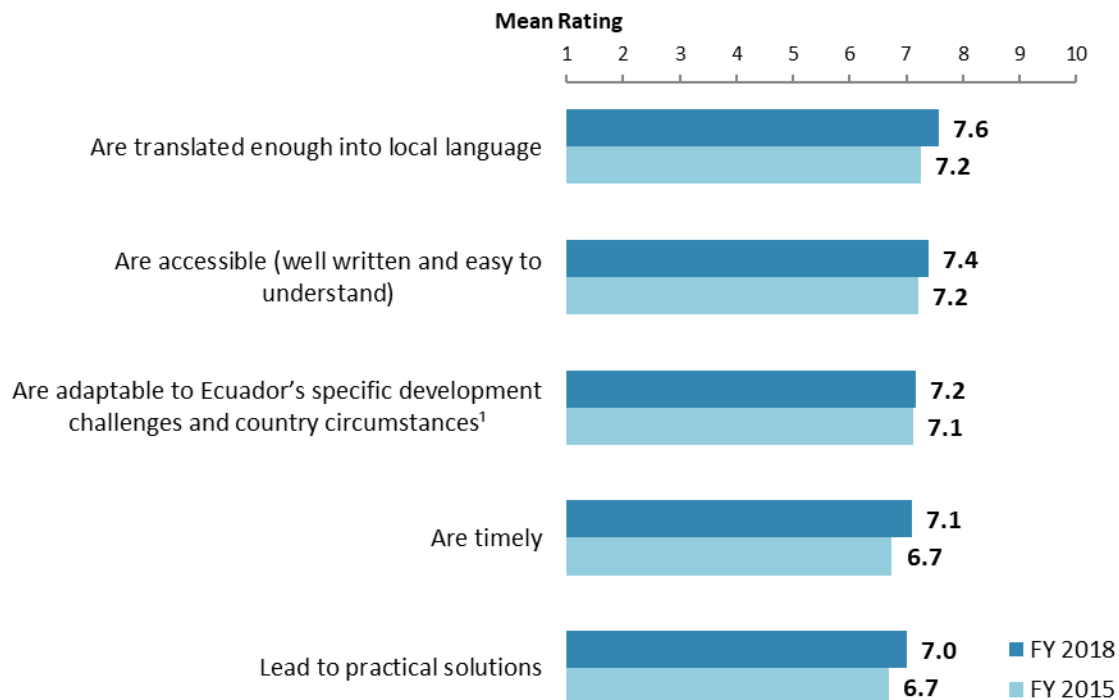 Mean Rating
1 2 3 4 5 6 7 8 9 10
Are translated enough into local language
7.6
7.2
Are accessible (well written and easy to
understand)
7.4
7.2
Are adaptable to Ecuador’s specific development
challenges and country circumstances¹
7.2
7.1
Are timely
7.1
6.7
Lead to practical solutions
7.0
6.7
FY 2018
FY 2015